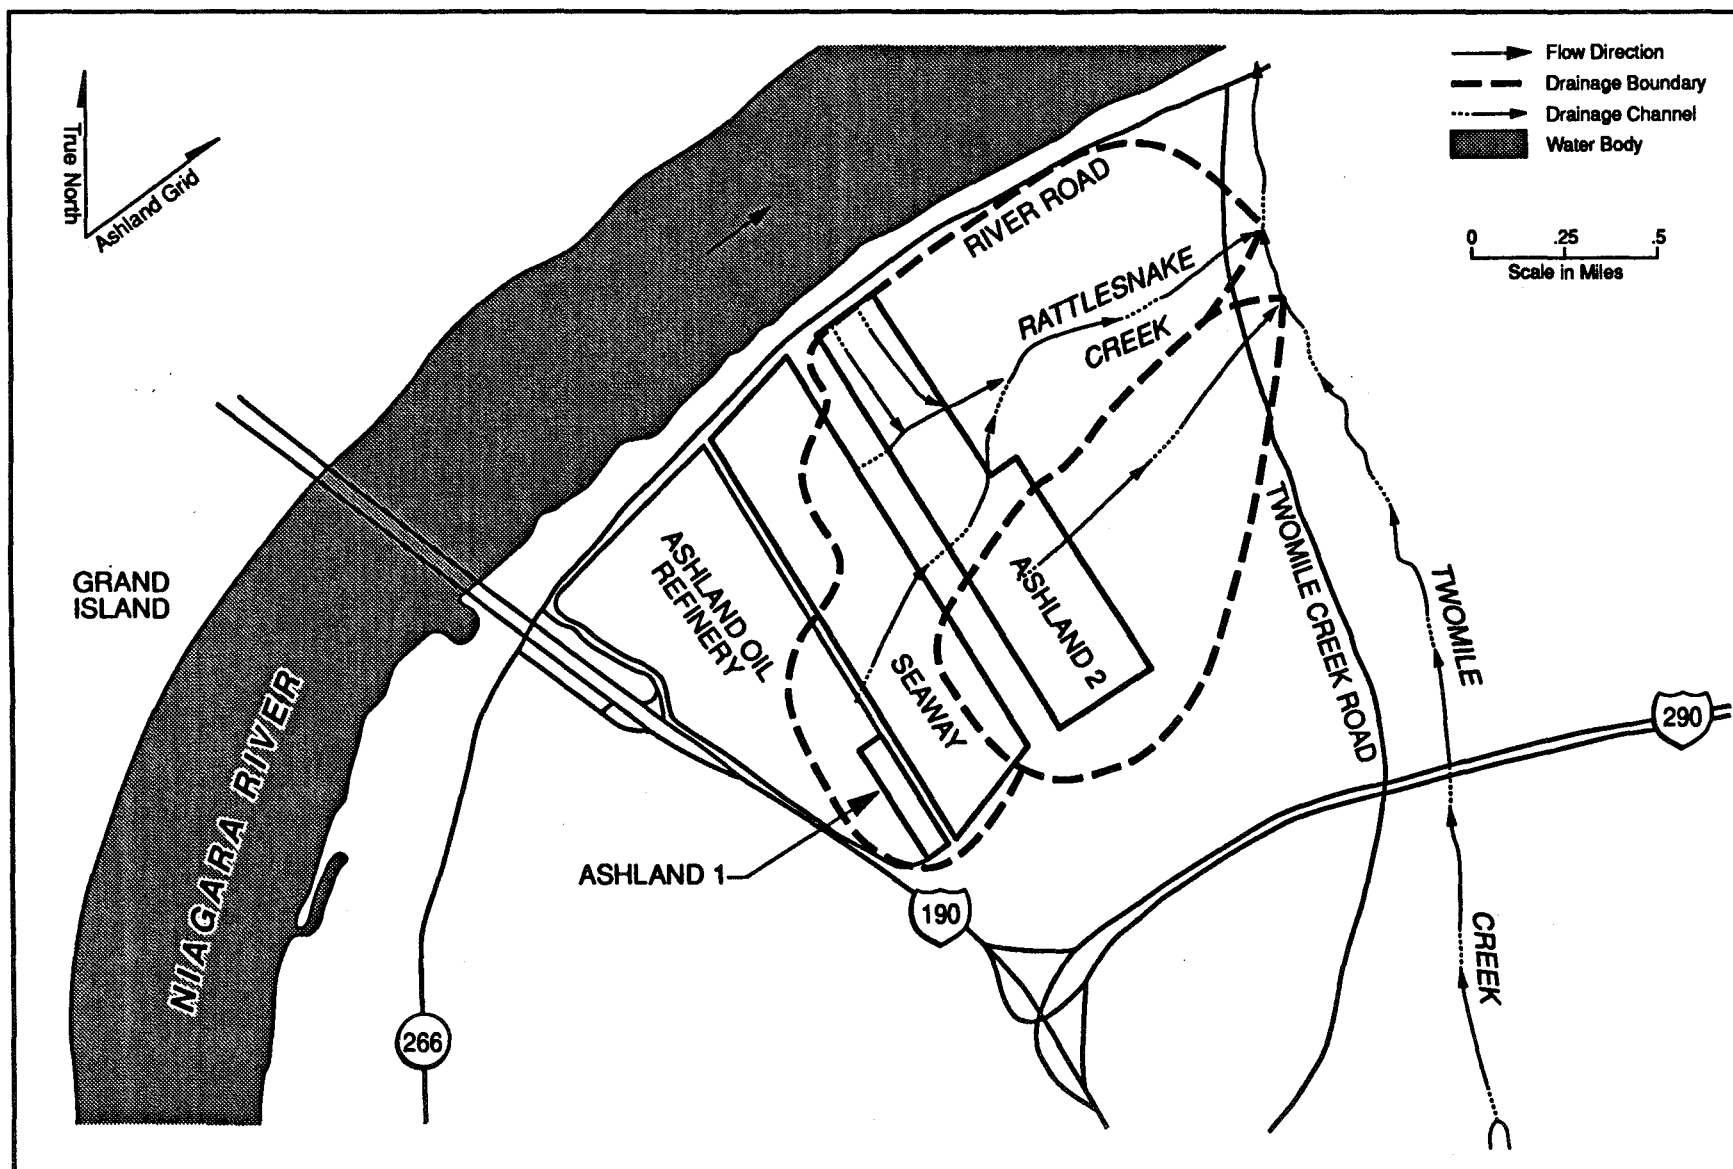 True North
Ashland Grid
Flow Direction
Drainage Boundary
Drainage Channel
Water Body
0 .25 .5
Scale in Miles
RIVER ROAD
RATTLESNAKE
CREEK
GRAND
ISLAND
NIAGARA RIVER
ASHLAND OIL
REFINERY
SEAWAY
ASHLAND 2
ASHLAND 1
TWOMILE CREEK ROAD
TWOMILE
CREEK
290
190
266